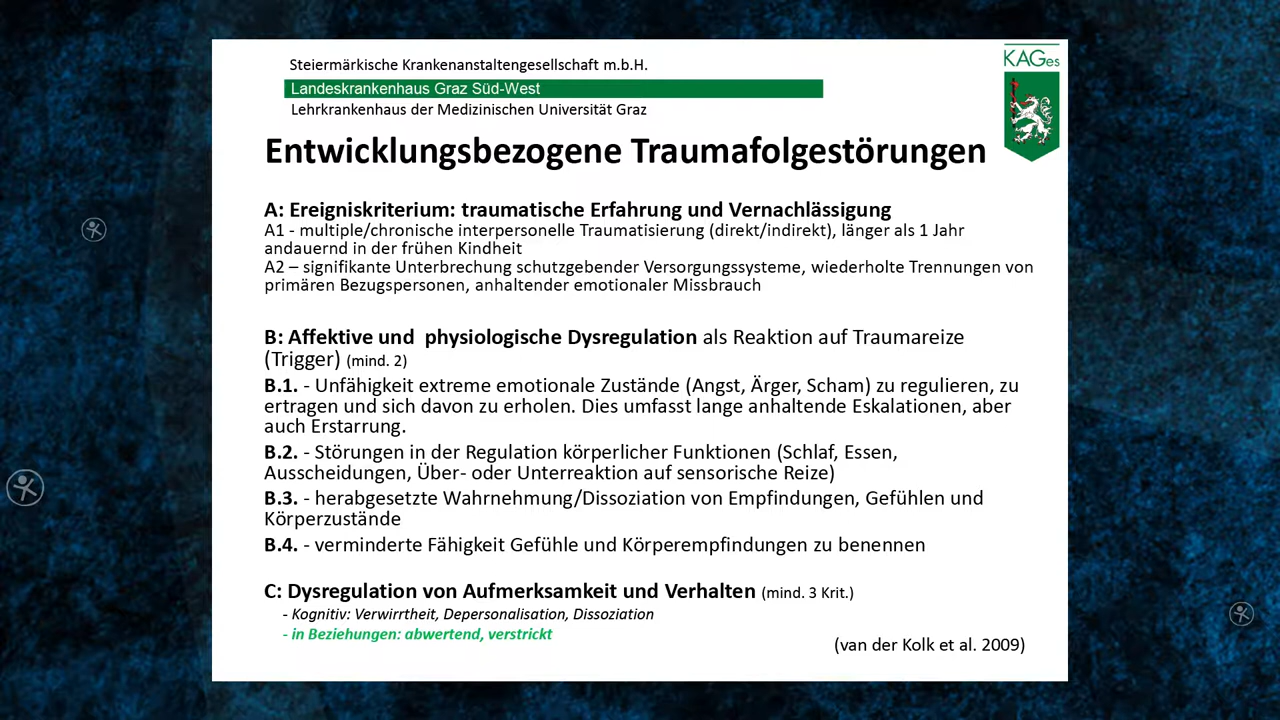 Steiermärkische Krankenanstaltengesellschaft m.b.H.
Landeskrankenhaus Graz Süd-West
Lehrkrankenhaus der Medizinischen Universität Graz
KAGes
Entwicklungsbezogene Traumafolgestörungen
A: Ereigniskriterium: traumatische Erfahrung und Vernachlässigung
A1 - multiple/chronische interpersonelle Traumatisierung (direkt/indirekt), länger als 1 Jahr
andauernd in der frühen Kindheit
A2 – signifikante Unterbrechung schutzgebender Versorgungssysteme, wiederholte Trennungen von
primären Bezugspersonen, anhaltender emotionaler Missbrauch
B: Affektive und  physiologische Dysregulation als Reaktion auf Traumareize
(Trigger) (mind. 2)
B.1. - Unfähigkeit extreme emotionale Zustände (Angst, Ärger, Scham) zu regulieren, zu
ertragen und sich davon zu erholen. Dies umfasst lange anhaltende Eskalationen, aber
auch Erstarrung.
B.2. - Störungen in der Regulation körperlicher Funktionen (Schlaf, Essen,
Ausscheidungen, Über- oder Unterreaktion auf sensorische Reize)
B.3. - herabgesetzte Wahrnehmung/Dissoziation von Empfindungen, Gefühlen und
Körperzustände
B.4. - verminderte Fähigkeit Gefühle und Körperempfindungen zu benennen
C: Dysregulation von Aufmerksamkeit und Verhalten (mind. 3 Krit.)
- Kognitiv: Verwirrtheit, Depersonalisation, Dissoziation
- in Beziehungen: abwertend, verstrickt
(van der Kolk et al. 2009)